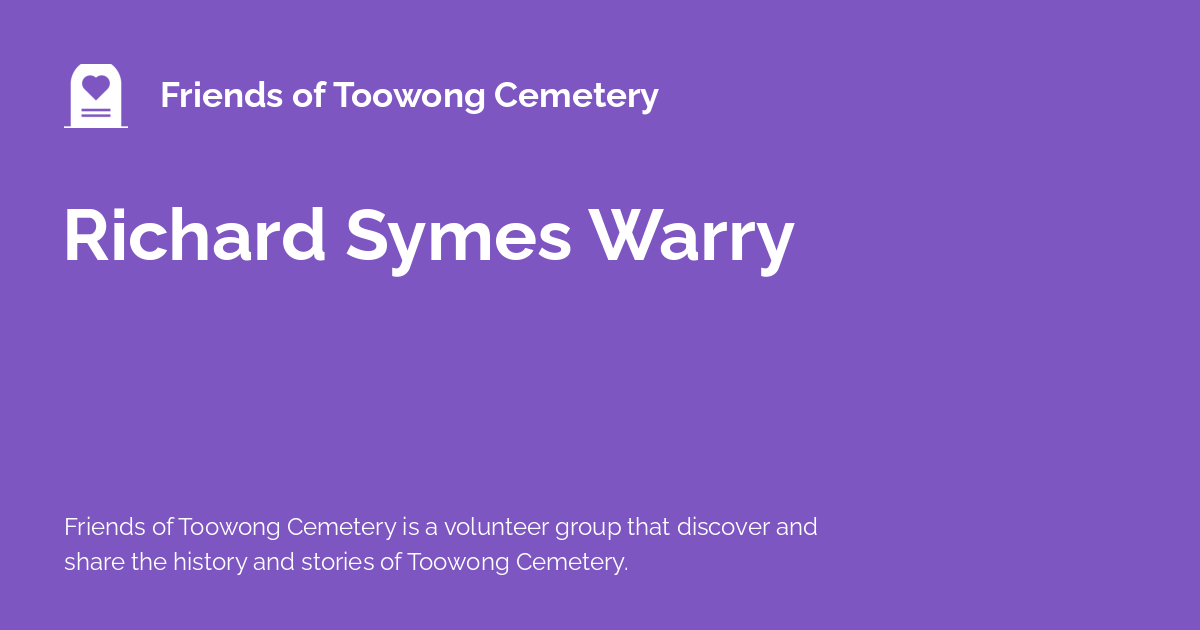 Friends of Toowong Cemetery
Richard Symes Warry
Friends of Toowong Cemetery is a volunteer group that discover and
share the history and stories of Toowong Cemetery.